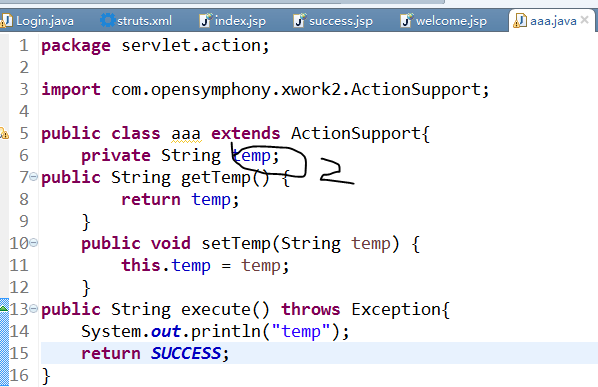 Login.java struts.xml index.jsp success.jsp welcome.jsp aaa.java
1 package servlet.action;
2
3 import com.opensymphony.xwork2.ActionSupport;
4
5 public class aaa extends ActionSupport{
6 private String temp;
7 public String getTemp() {
8 return temp;
9 }
10 public void setTemp(String temp) {
11 this.temp = temp;
12 }
13 public String execute() throws Exception{
14 System.out.println("temp");
15 return SUCCESS;
16 }
2